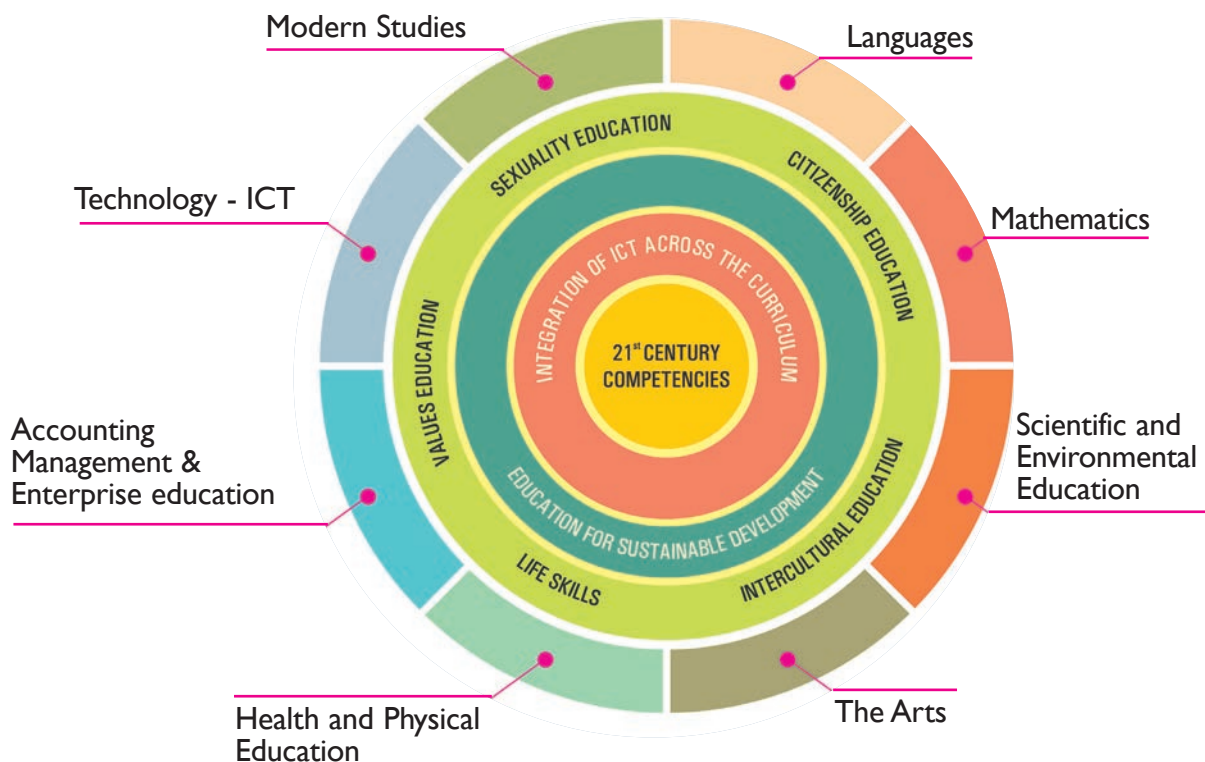 Modern Studies
Languages
Technology - ICT
Mathematics
Accounting
Management &
Enterprise education
Scientific and
Environmental
Education
Health and Physical
Education
The Arts
SEXUALITY EDUCATION
CITIZENSHIP EDUCATION
VALUES EDUCATION
INTERCULTURAL EDUCATION
LIFE SKILLS
EDUCATION FOR SUSTAINABLE DEVELOPMENT
INTEGRATION OF ICT ACROSS THE CURRICULUM
21st CENTURY
COMPETENCIES